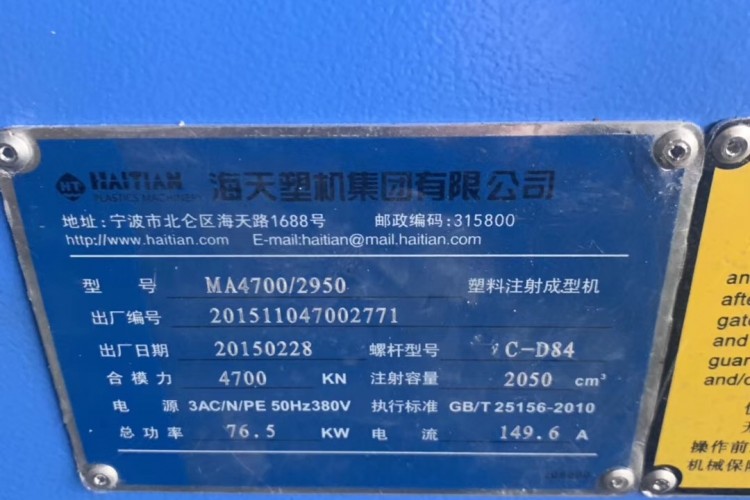 HT HAITIAN 海天塑机集团有限公司
PLASTICS MACHINERY
地址:宁波市北仑区海天路1688号 邮政编码:315800
http://www.haitian.com E-mail:haitian@mail.haitian.com
型 号 MA4700/2950 塑料注射成型机
出厂编号 201511047002771
出厂日期 20150228 螺杆型号 C-D84
合模力 4700 KN 注射容量 2050 cm³
电 源 3AC/N/PE 50Hz380V 执行标准 GB/T 25156-2010
总功率 76.5 KW 电 流 149.6 A
an
afte
gate
and
guar
and/o
操作前
机械保